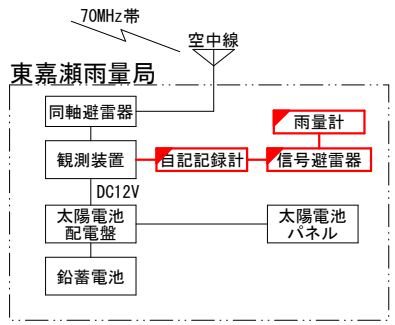 70MHz帯
空中線
東嘉瀬雨量局
同軸避雷器
雨量計
観測装置
自記記録計
信号避雷器
DC12V
太陽電池
配電盤
太陽電池
パネル
鉛蓄電池